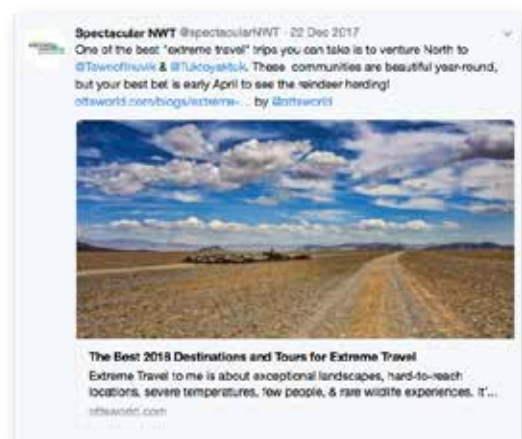 Spectacular NWT @spectacularNWT · 22 Dec 2017
One of the best "extreme travel" trips you can take is to venture North to
@TownofInuvik & @Tuktoyaktuk. These communities are beautiful year-round,
but your best bet is early April to see the reindeer herding!
ottsworld.com/blogs/extreme-... by @ottsworld
The Best 2018 Destinations and Tours for Extreme Travel
Extreme Travel to me is about exceptional landscapes, hard-to-reach
locations, severe temperatures, few people, & rare wildlife experiences. It'...
ottsworld.com